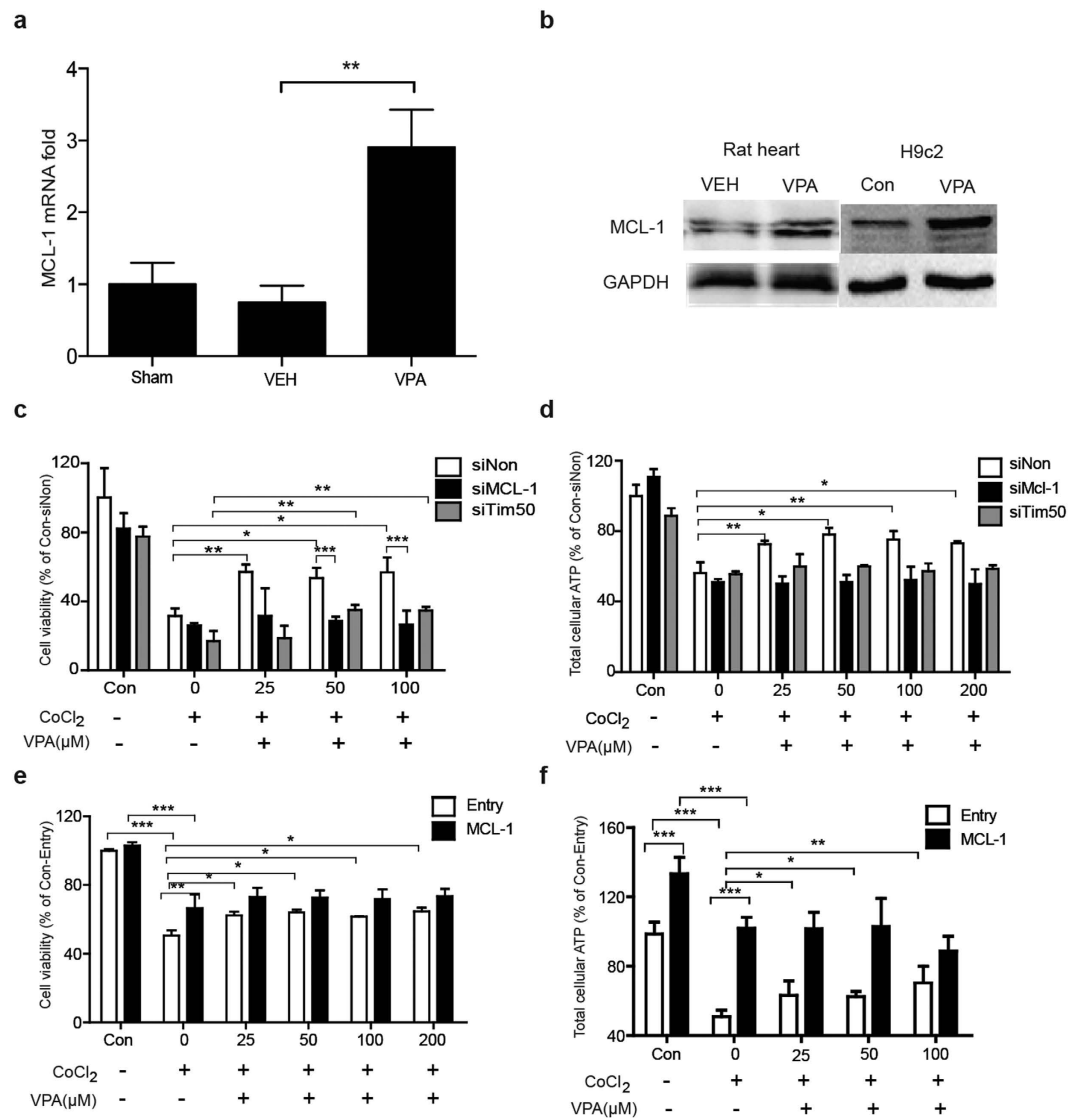 a
MCL-1 mRNA fold
4
3
2
1
0
**
Sham VEH VPA
b
Rat heart H9c2
VEH VPA Con VPA
MCL-1
GAPDH
c
Cell viability (% of Con-siNon)
120
80
40
0
siNon
siMCL-1
siTim50
**
**
*
*
**
***
***
Con 0 25 50 100
CoCl2 - + + + +
VPA(µM) - - + + +
d
Total cellular ATP (% of Con-siNon)
120
80
40
0
siNon
siMcl-1
siTim50
*
**
*
**
Con 0 25 50 100 200
CoCl2 - + + + + +
VPA(µM) - - + + + +
e
Cell viability (% of Con-Entry)
120
80
40
0
Entry
MCL-1
***
***
*
*
*
*
**
Con 0 25 50 100 200
CoCl2 - + + + + +
VPA(µM) - - + + + +
f
Total cellular ATP (% of Con-Entry)
160
120
80
40
Entry
MCL-1
***
***
***
**
*
*
***
Con 0 25 50 100
CoCl2 - + + + +
VPA(µM) - - + + +